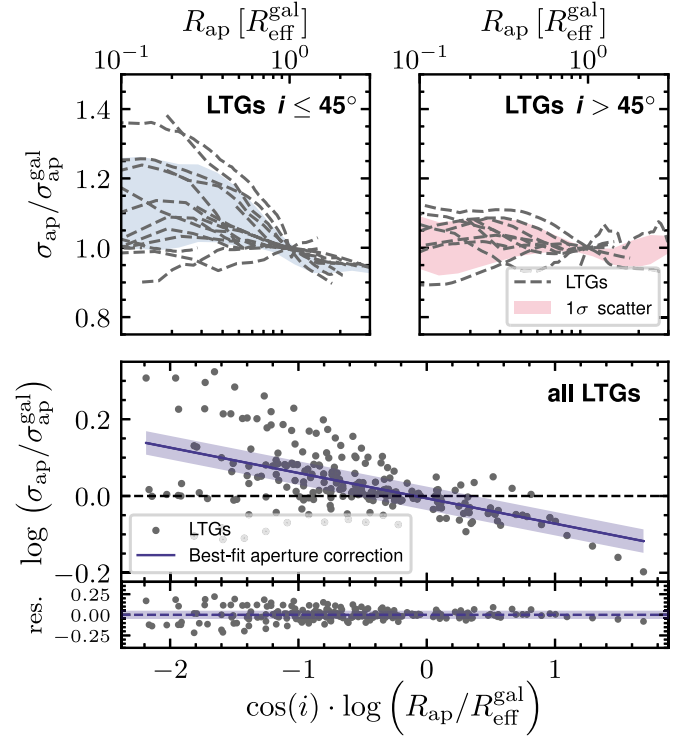 R_ap [R_eff^gal] R_ap [R_eff^gal]
10^−1 10^0 10^−1 10^0
LTGs i ≤ 45° LTGs i > 45°
1.4
1.2
1.0
0.8
σ_ap/σ_ap^gal
LTGs
1σ scatter
all LTGs
0.2
0.0
−0.2
log (σ_ap/σ_ap^gal)
LTGs
Best-fit aperture correction
0.25
0.00
−0.25
res.
−2 −1 0 1
cos(i) · log (R_ap/R_eff^gal)